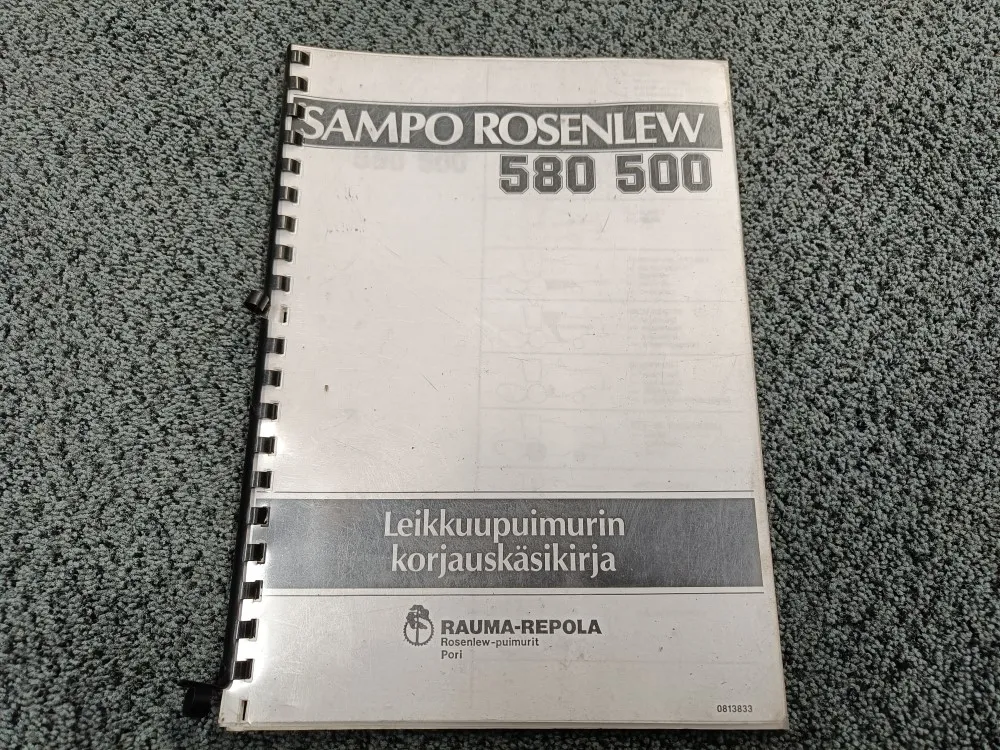 SAMPO ROSENLEW
580 500
Leikkuupuimurin
korjauskäsikirja
RAUMA-REPOLA
Rosenlew-puimurit
Pori
0813833